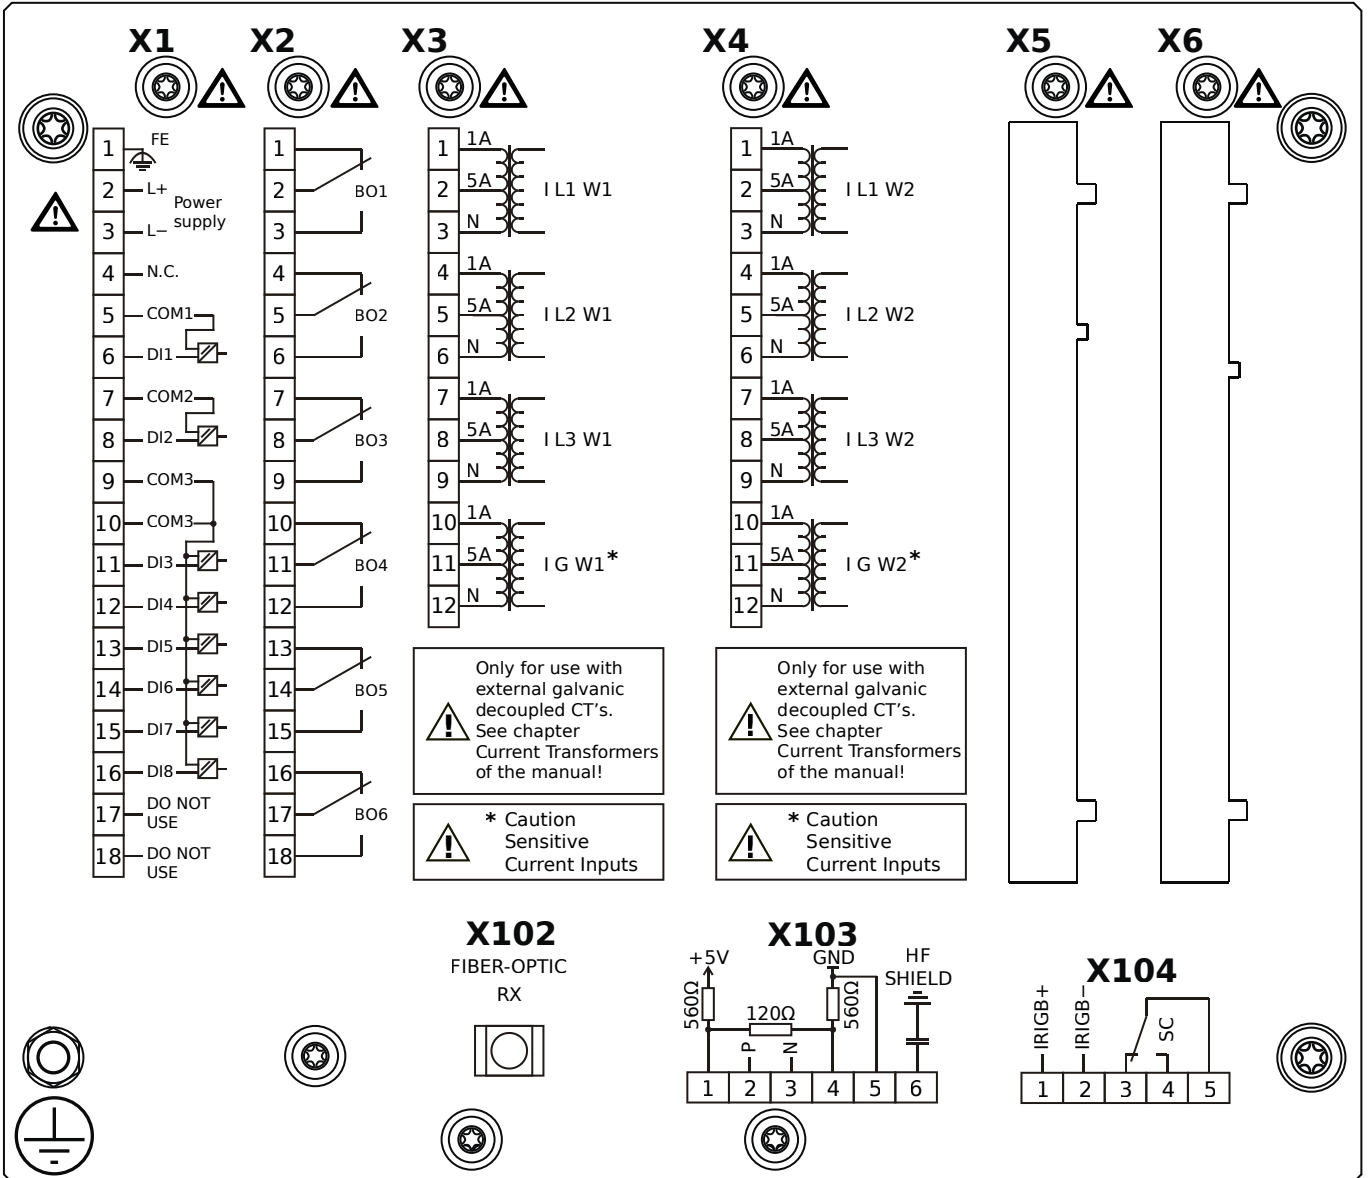 X1 X2 X3 X4 X5 X6
1 FE
2 L+
Power
supply
3 L−
4 N.C.
5 COM1
6 DI1
7 COM2
8 DI2
9 COM3
10 COM3
11 DI3
12 DI4
13 DI5
14 DI6
15 DI7
16 DI8
17 DO NOT
USE
18 DO NOT
USE
1
2 BO1
3
4
5 BO2
6
7
8 BO3
9
10
11 BO4
12
13
14 BO5
15
16
17 BO6
18
1 1A
2 5A I L1 W1
3 N
4 1A
5 5A I L2 W1
6 N
7 1A
8 5A I L3 W1
9 N
10 1A
11 5A I G W1*
12 N
Only for use with
external galvanic
decoupled CT's.
See chapter
Current Transformers
of the manual!
* Caution
Sensitive
Current Inputs
1 1A
2 5A I L1 W2
3 N
4 1A
5 5A I L2 W2
6 N
7 1A
8 5A I L3 W2
9 N
10 1A
11 5A I G W2*
12 N
Only for use with
external galvanic
decoupled CT's.
See chapter
Current Transformers
of the manual!
* Caution
Sensitive
Current Inputs
X102
FIBER-OPTIC
RX
X103
+5V GND HF
SHIELD
560Ω 120Ω 560Ω
P N
1 2 3 4 5 6
X104
IRIGB+ IRIGB− SC
1 2 3 4 5